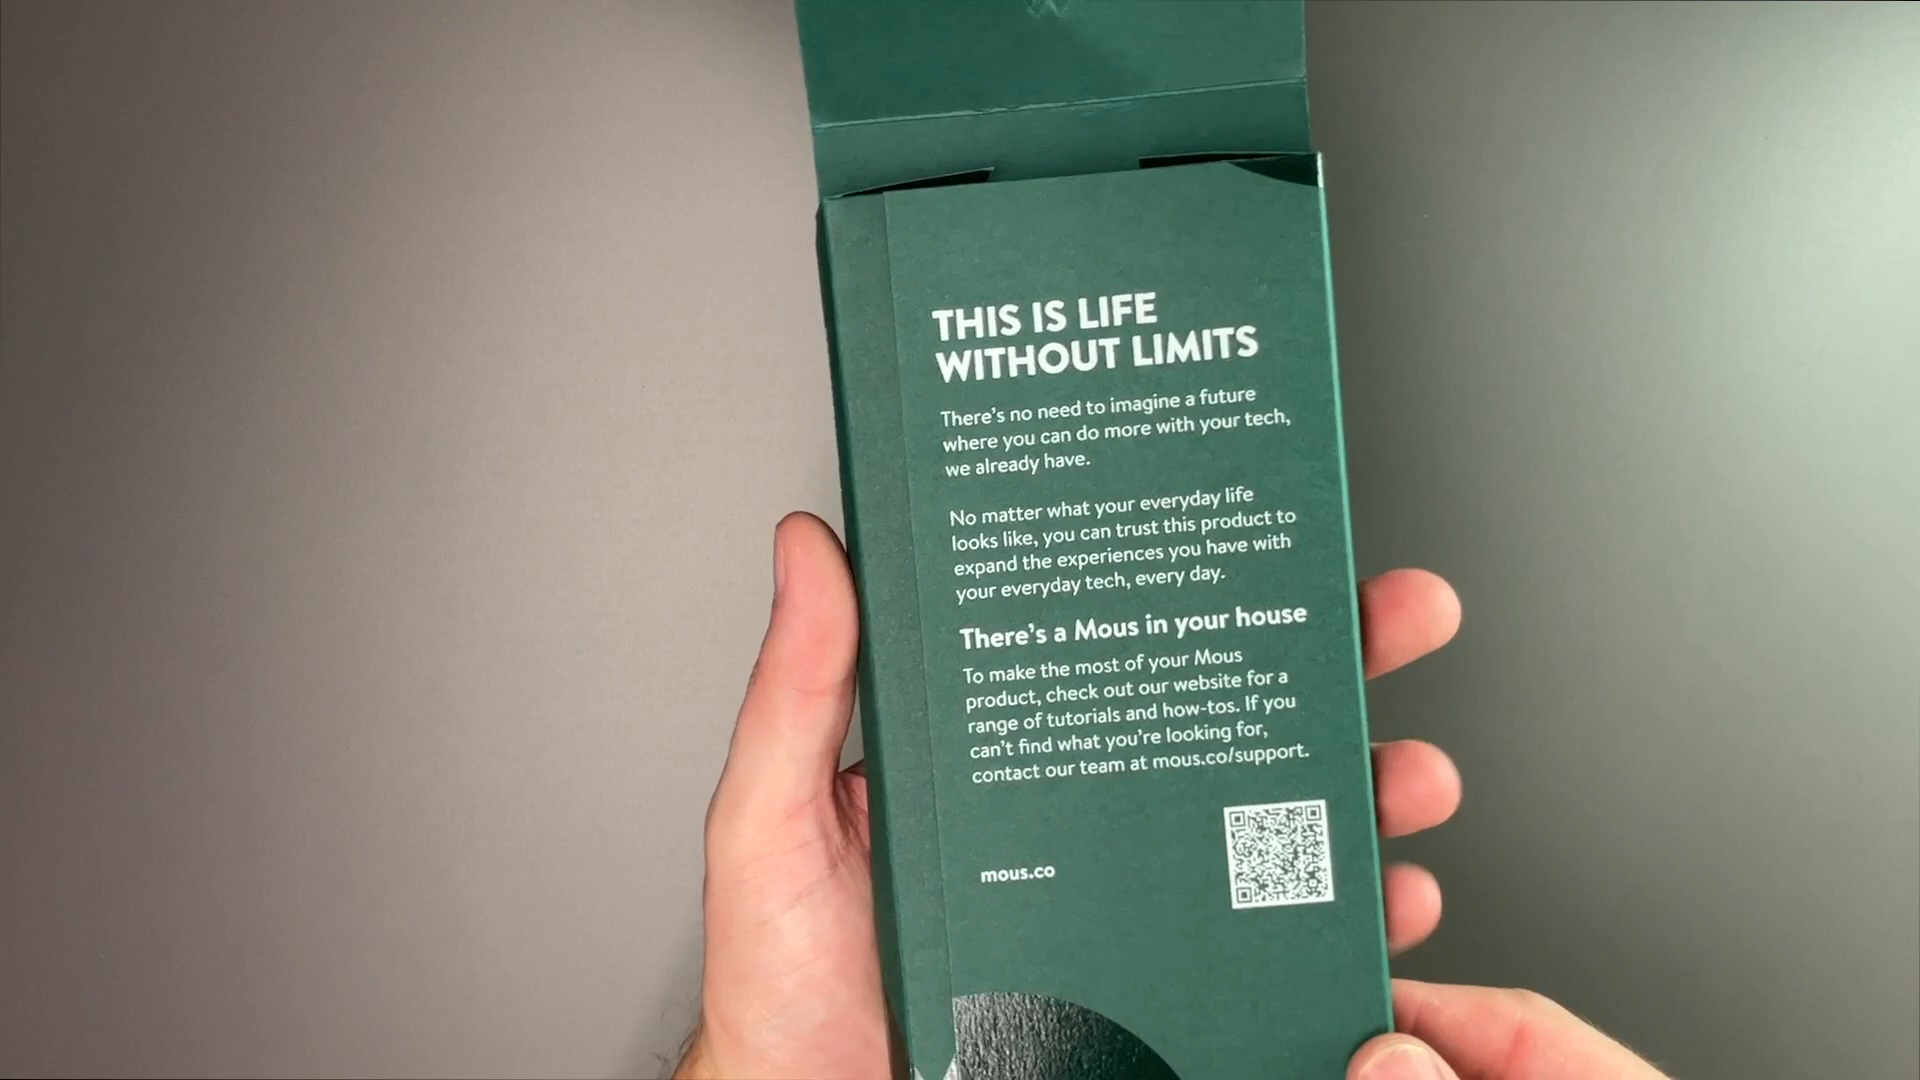 THIS IS LIFE
WITHOUT LIMITS
There's no need to imagine a future
where you can do more with your tech,
we already have.
No matter what your everyday life
looks like, you can trust this product to
expand the experiences you have with
your everyday tech, every day.
There's a Mous in your house
To make the most of your Mous
product, check out our website for a
range of tutorials and how-tos. If you
can't find what you're looking for,
contact our team at mous.co/support.
mous.co